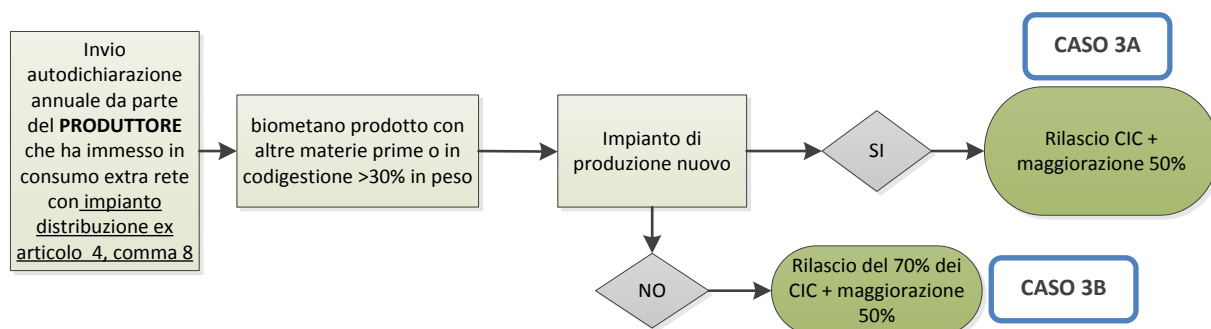 Invio
autodichiarazione
annuale da parte
del PRODUTTORE
che ha immesso in
consumo extra rete
con impianto
distribuzione ex
articolo 4, comma 8
biometano prodotto con
altre materie prime o in
codigestione >30% in peso
Impianto di
produzione nuovo
SI
CASO 3A
Rilascio CIC +
maggiorazione 50%
NO
Rilascio del 70% dei
CIC + maggiorazione
50%
CASO 3B